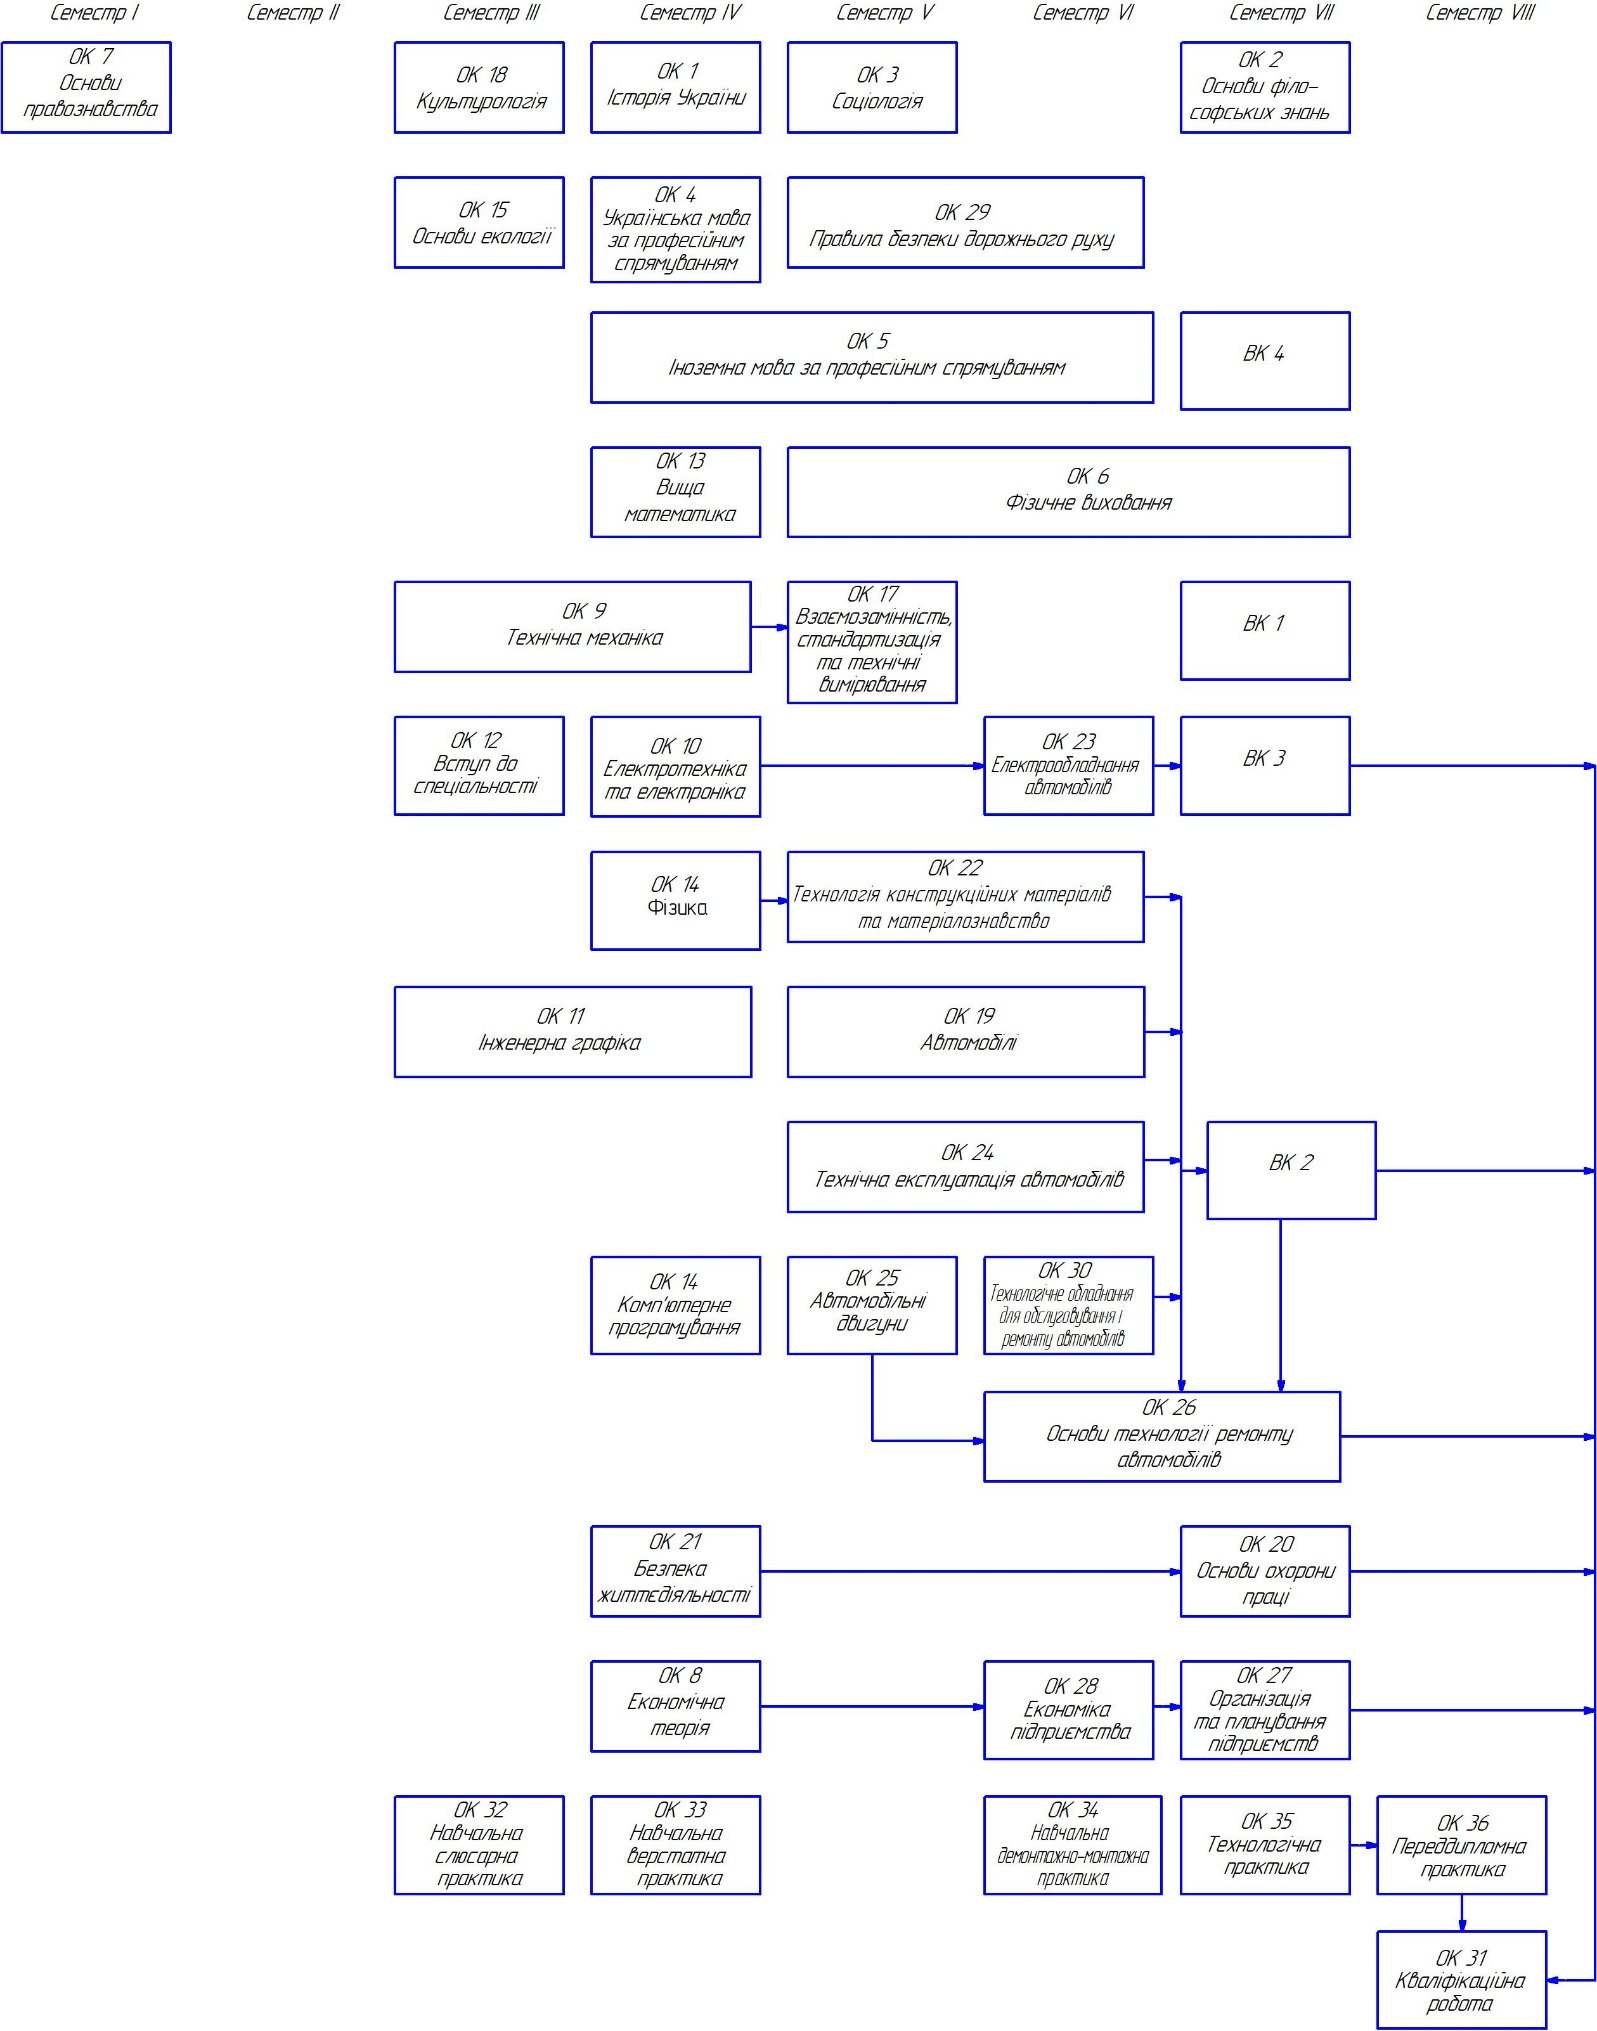 Семестр I
Семестр II
Семестр III
Семестр IV
Семестр V
Семестр VI
Семестр VII
Семестр VIII
ОК 7
Основи
правознавства
ОК 18
Культурологія
ОК 1
Історія України
ОК 3
Соціологія
ОК 2
Основи філо-
софських знань
ОК 15
Основи екології
ОК 4
Українська мова
за професійним
спрямуванням
ОК 29
Правила безпеки дорожнього руху
ОК 5
Іноземна мова за професійним спрямуванням
ВК 4
ОК 13
Вища
математика
ОК 6
Фізичне виховання
ОК 9
Технічна механіка
ОК 17
Взаємозамінність,
стандартизація
та технічні
вимірювання
ВК 1
ОК 12
Вступ до
спеціальності
ОК 10
Електротехніка
та електроніка
ОК 23
Електрообладнання
автомобілів
ВК 3
ОК 14
Фізика
ОК 22
Технологія конструкційних матеріалів
та матеріалознавство
ОК 11
Інженерна графіка
ОК 19
Автомобілі
ОК 24
Технічна експлуатація автомобілів
ВК 2
ОК 14
Комп'ютерне
програмування
ОК 25
Автомобільні
двигуни
ОК 30
Технологічне обладнання
для обслуговування і
ремонту автомобілів
ОК 26
Основи технології ремонту
автомобілів
ОК 21
Безпека
життєдіяльності
ОК 20
Основи охорони
праці
ОК 8
Економічна
теорія
ОК 28
Економіка
підприємства
ОК 27
Організація
та планування
підприємств
ОК 32
Навчальна
слюсарна
практика
ОК 33
Навчальна
верстатна
практика
ОК 34
Навчальна
демонтажно-монтажна
практика
ОК 35
Технологічна
практика
ОК 36
Переддипломна
практика
ОК 31
Кваліфікаційна
робота